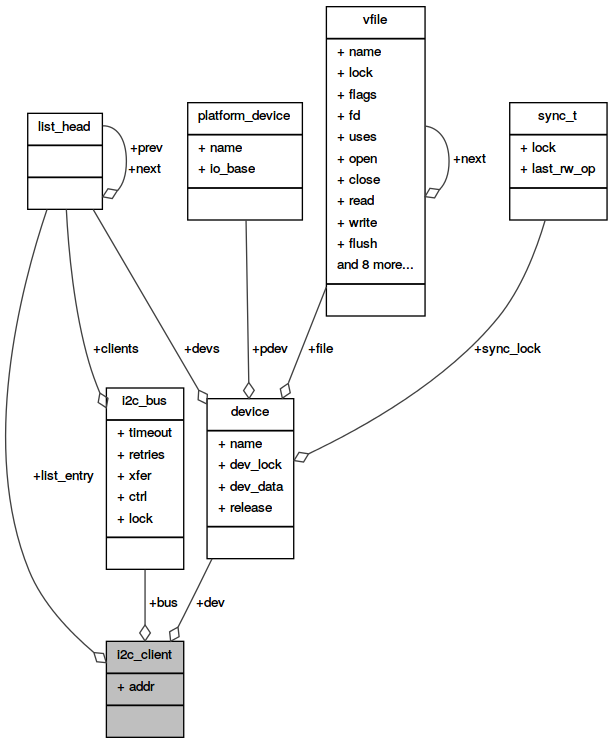 vfile
+ name
+ lock
+ flags
+ fd
+ uses
+ open
+ close
+ read
+ write
+ flush
and 8 more...
list_head
+prev
+next
platform_device
+ name
+ io_base
+next
sync_t
+ lock
+ last_rw_op
+clients
+devs
+pdev
+file
+sync_lock
i2c_bus
+ timeout
+ retries
+ xfer
+ ctrl
+ lock
device
+ name
+ dev_lock
+ dev_data
+ release
+list_entry
+bus
+dev
i2c_client
+ addr